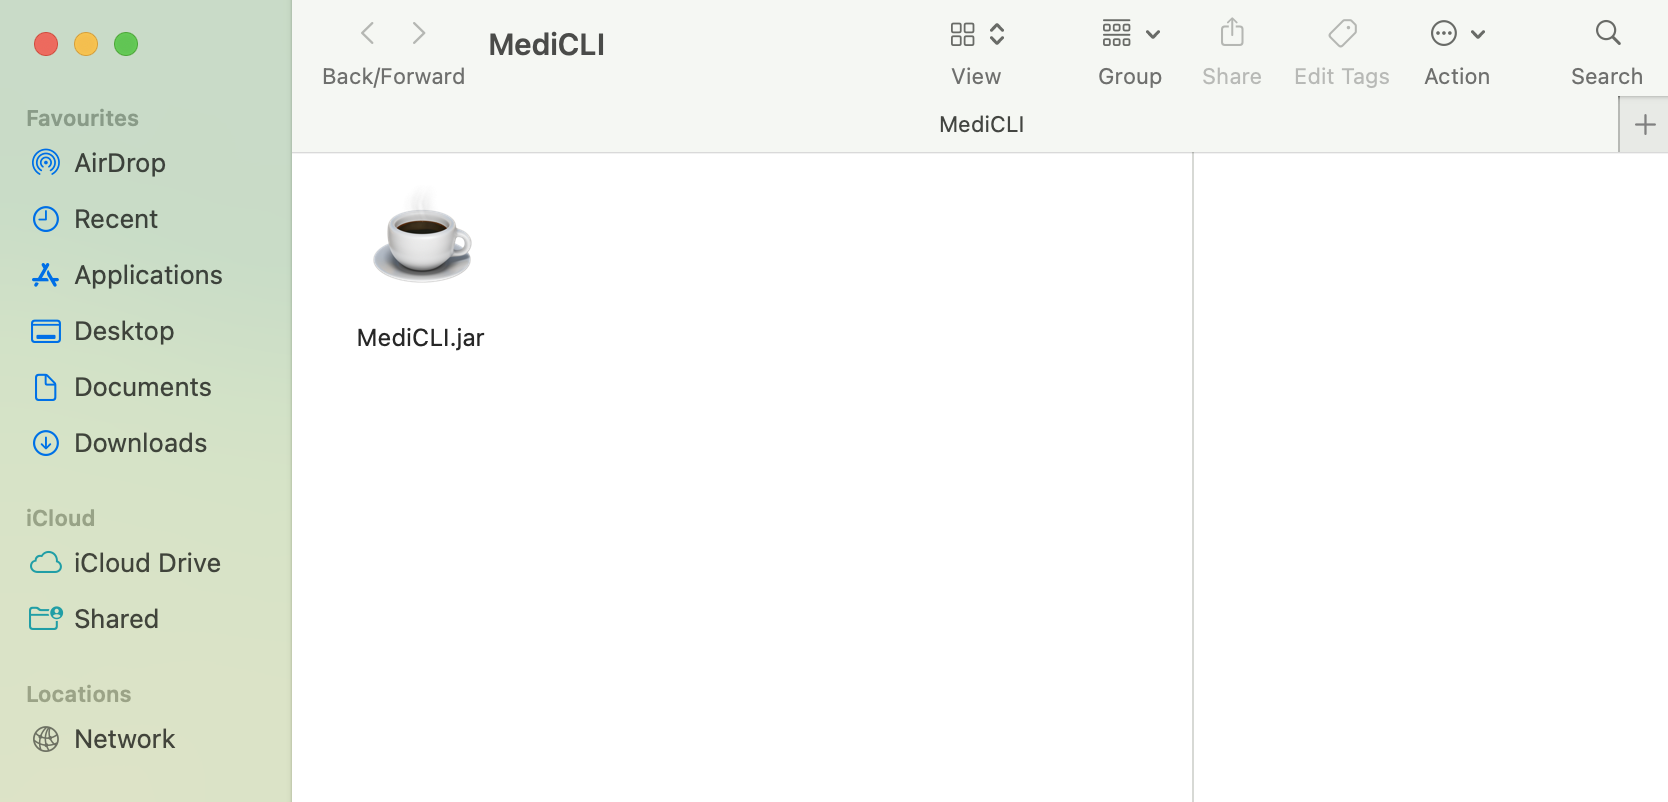 MediCLI
Back/Forward
View
Group
Share
Edit Tags
Action
Search
MediCLI
Favourites
AirDrop
Recent
Applications
Desktop
Documents
Downloads
iCloud
iCloud Drive
Shared
Locations
Network
MediCLI.jar